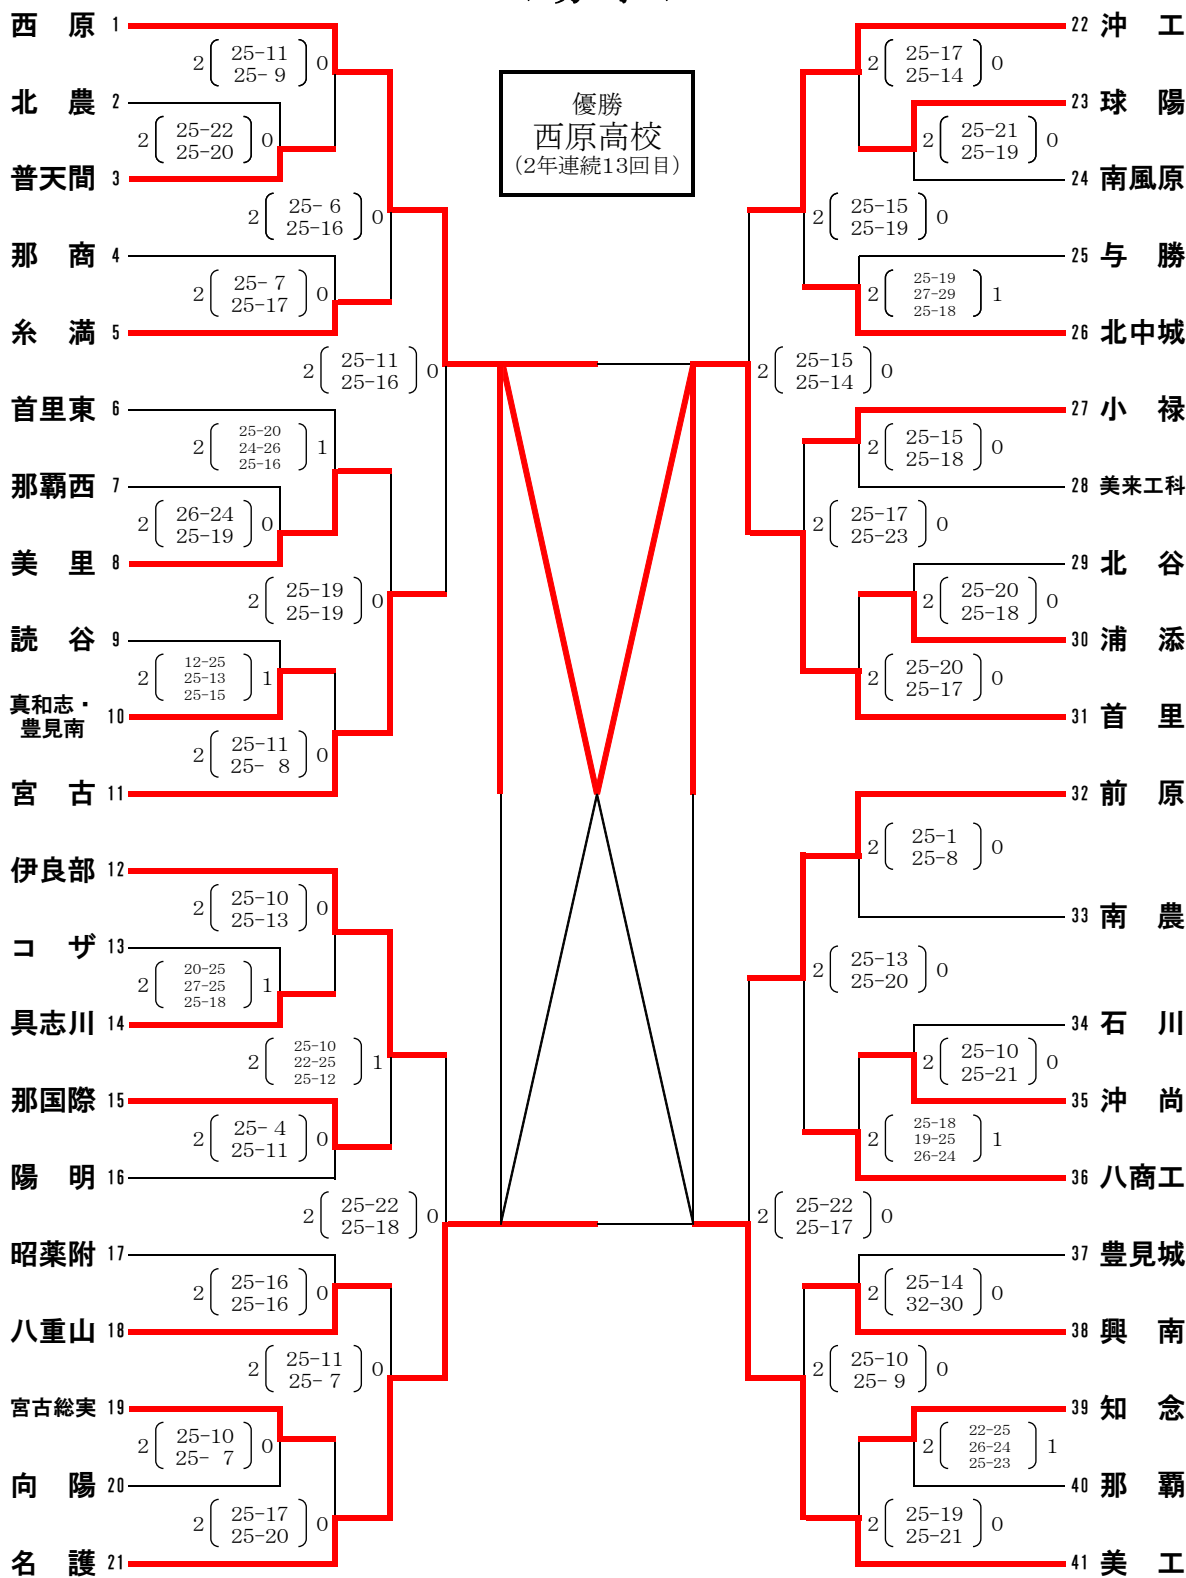 優勝
西原高校
(2年連続13回目)
西 原 1
2 25-11 0
25- 9
北 農 2
2 25-22 0
25-20
普天間 3
2 25- 6 0
25-16
那 商 4
2 25- 7 0
25-17
糸 満 5
2 25-11 0
25-16
首里東 6
2 25-20 1
24-26
25-16
那覇西 7
2 26-24 0
25-19
美 里 8
2 25-19 0
25-19
読 谷 9
2 12-25 1
25-13
25-15
真和志・
豊見南 10
2 25-11 0
25- 8
宮 古 11
伊良部 12
2 25-10 0
25-13
コ ザ 13
2 20-25 1
27-25
25-18
具志川 14
2 25-10 1
22-25
25-12
那国際 15
2 25- 4 0
25-11
陽 明 16
2 25-22 0
25-18
昭薬附 17
2 25-16 0
25-16
八重山 18
2 25-11 0
25- 7
宮古総実 19
2 25-10 0
25- 7
向 陽 20
2 25-17 0
25-20
名 護 21
22 沖 工
2 25-17 0
25-14
23 球 陽
2 25-21 0
25-19
24 南風原
2 25-15 0
25-19
25 与 勝
2 25-19 1
27-29
25-18
26 北中城
2 25-15 0
25-14
27 小 禄
2 25-15 0
25-18
28 美来工科
2 25-17 0
25-23
29 北 谷
2 25-20 0
25-18
30 浦 添
2 25-20 0
25-17
31 首 里
32 前 原
2 25-1 0
25-8
33 南 農
2 25-13 0
25-20
34 石 川
2 25-10 0
25-21
35 沖 尚
2 25-18 1
19-25
26-24
36 八商工
2 25-22 0
25-17
37 豊見城
2 25-14 0
32-30
38 興 南
2 25-10 0
25- 9
39 知 念
2 22-25 1
26-24
25-23
40 那 覇
2 25-19 0
25-21
41 美 工